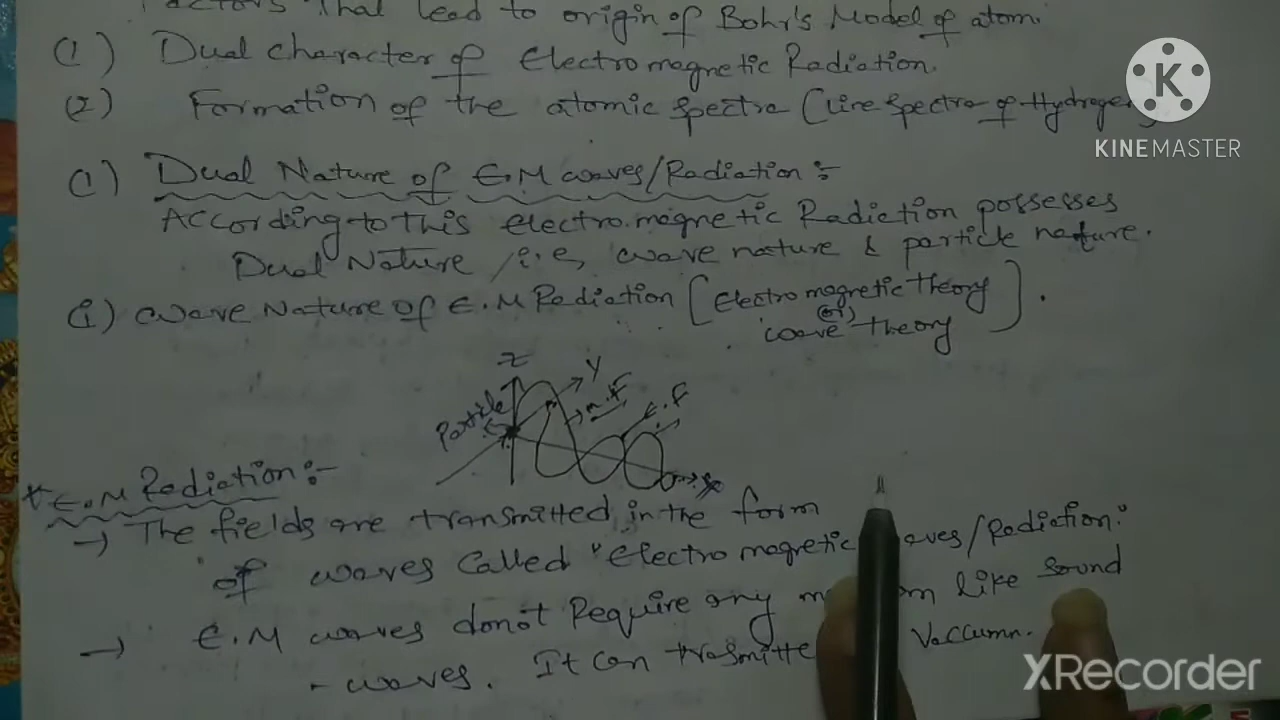 Factors That lead to origin of Bohr's Model of atom.
(1) Dual character of Electromagnetic Radiation.
(2) Formation of the atomic spectra (Line Spectra of Hydrogen)
K
KINEMASTER
(1) Dual Nature of E.M waves/Radiation:-
According to This electromagnetic Radiation possesses
Dual Nature i.e, wave nature & particle nature.
(i) Wave Nature of E.M Radiation [Electromagnetic Theory
(or)
wave Theory].
Z
Y
Particle
M.F
E.F
x
* E.M Radiation:-
→ The fields are transmitted in the form
of waves called "Electromagnetic /Radiation."
→ E.M waves donot Require any like sound
- waves. It can Vaccumn.
XRecorder